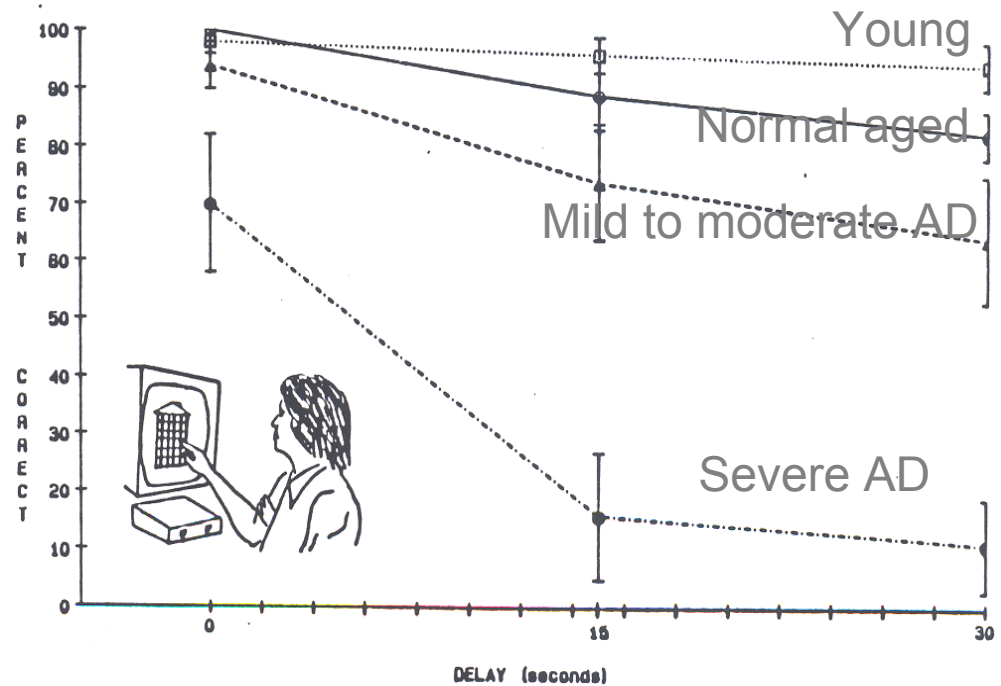 Young
Normal aged
Mild to moderate AD
Severe AD
PERCENT CORRECT
100
90
80
70
60
50
40
30
20
10
0
0
15
30
DELAY (seconds)